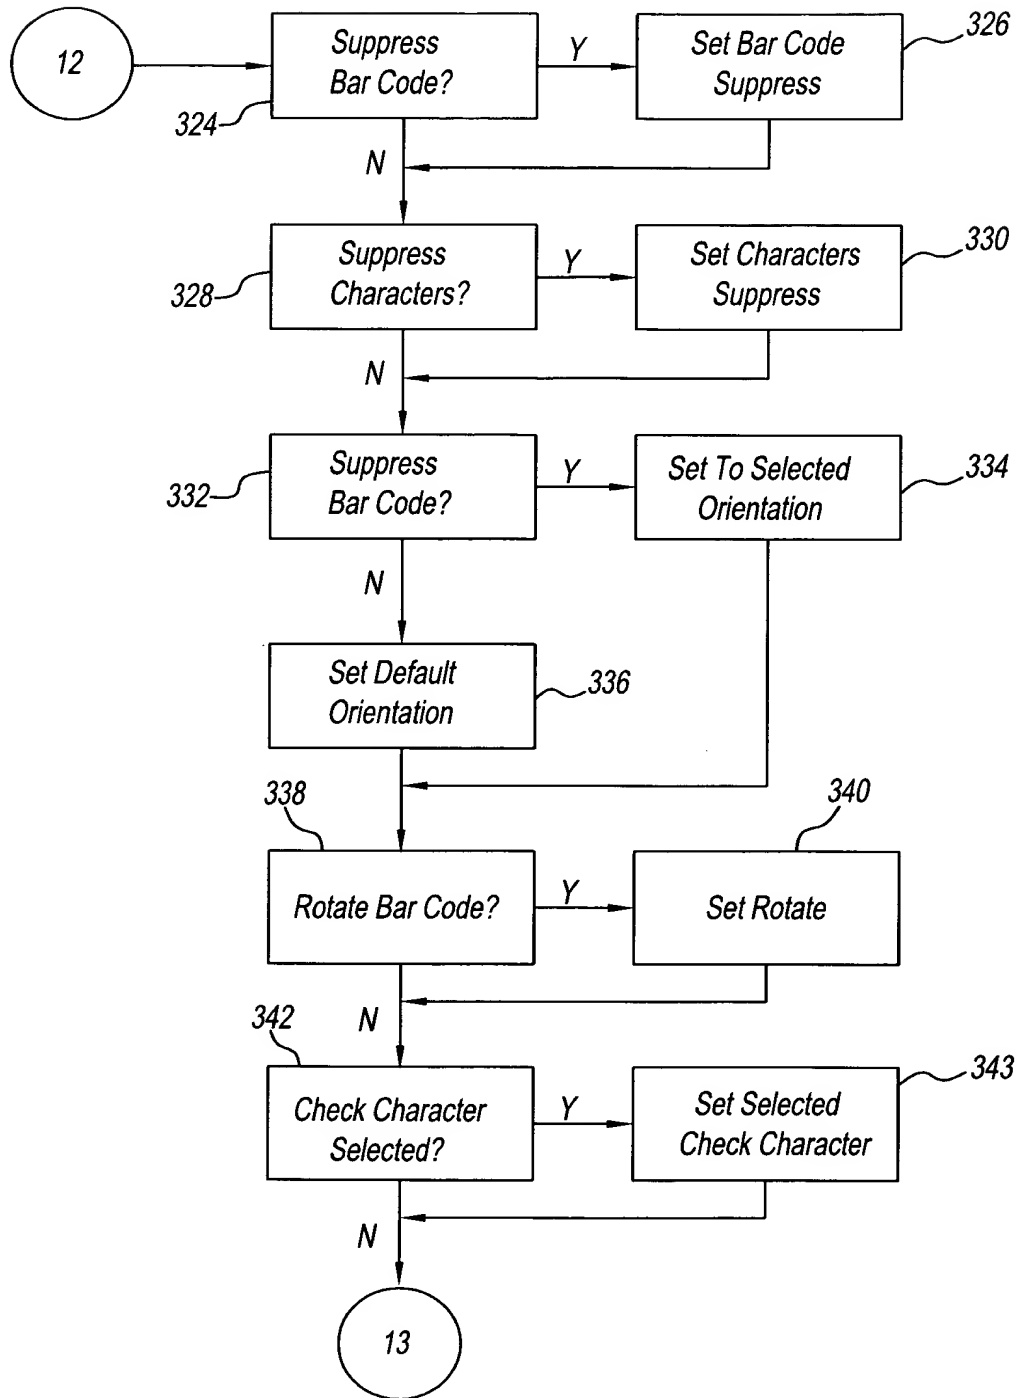 12
Suppress
Bar Code?
324
Y
Set Bar Code
Suppress
326
N
Suppress
Characters?
328
Y
Set Characters
Suppress
330
N
Suppress
Bar Code?
332
Y
Set To Selected
Orientation
334
N
Set Default
Orientation
336
338
Rotate Bar Code?
Y
340
Set Rotate
N
342
Check Character
Selected?
Y
Set Selected
Check Character
343
N
13